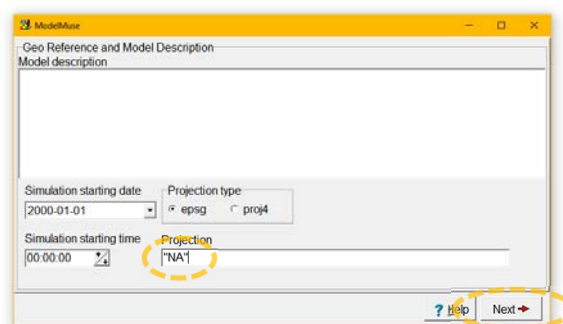 ModelMuse
Geo Reference and Model Description
Model description
Simulation starting date
Projection type
2000-01-01
epsg
proj4
Simulation starting time
Projection
00:00:00
"NA"
? Help
Next